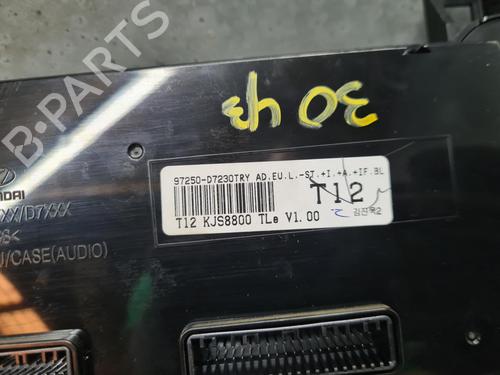 30 43
97250-D7230TRY AD.EU.L.-SI.+I.+A.+IF.BL
T12
T12 KJS8800 TLe V1.00
XX/D7XXX
/CASE(AUDIO)
B-PARTS